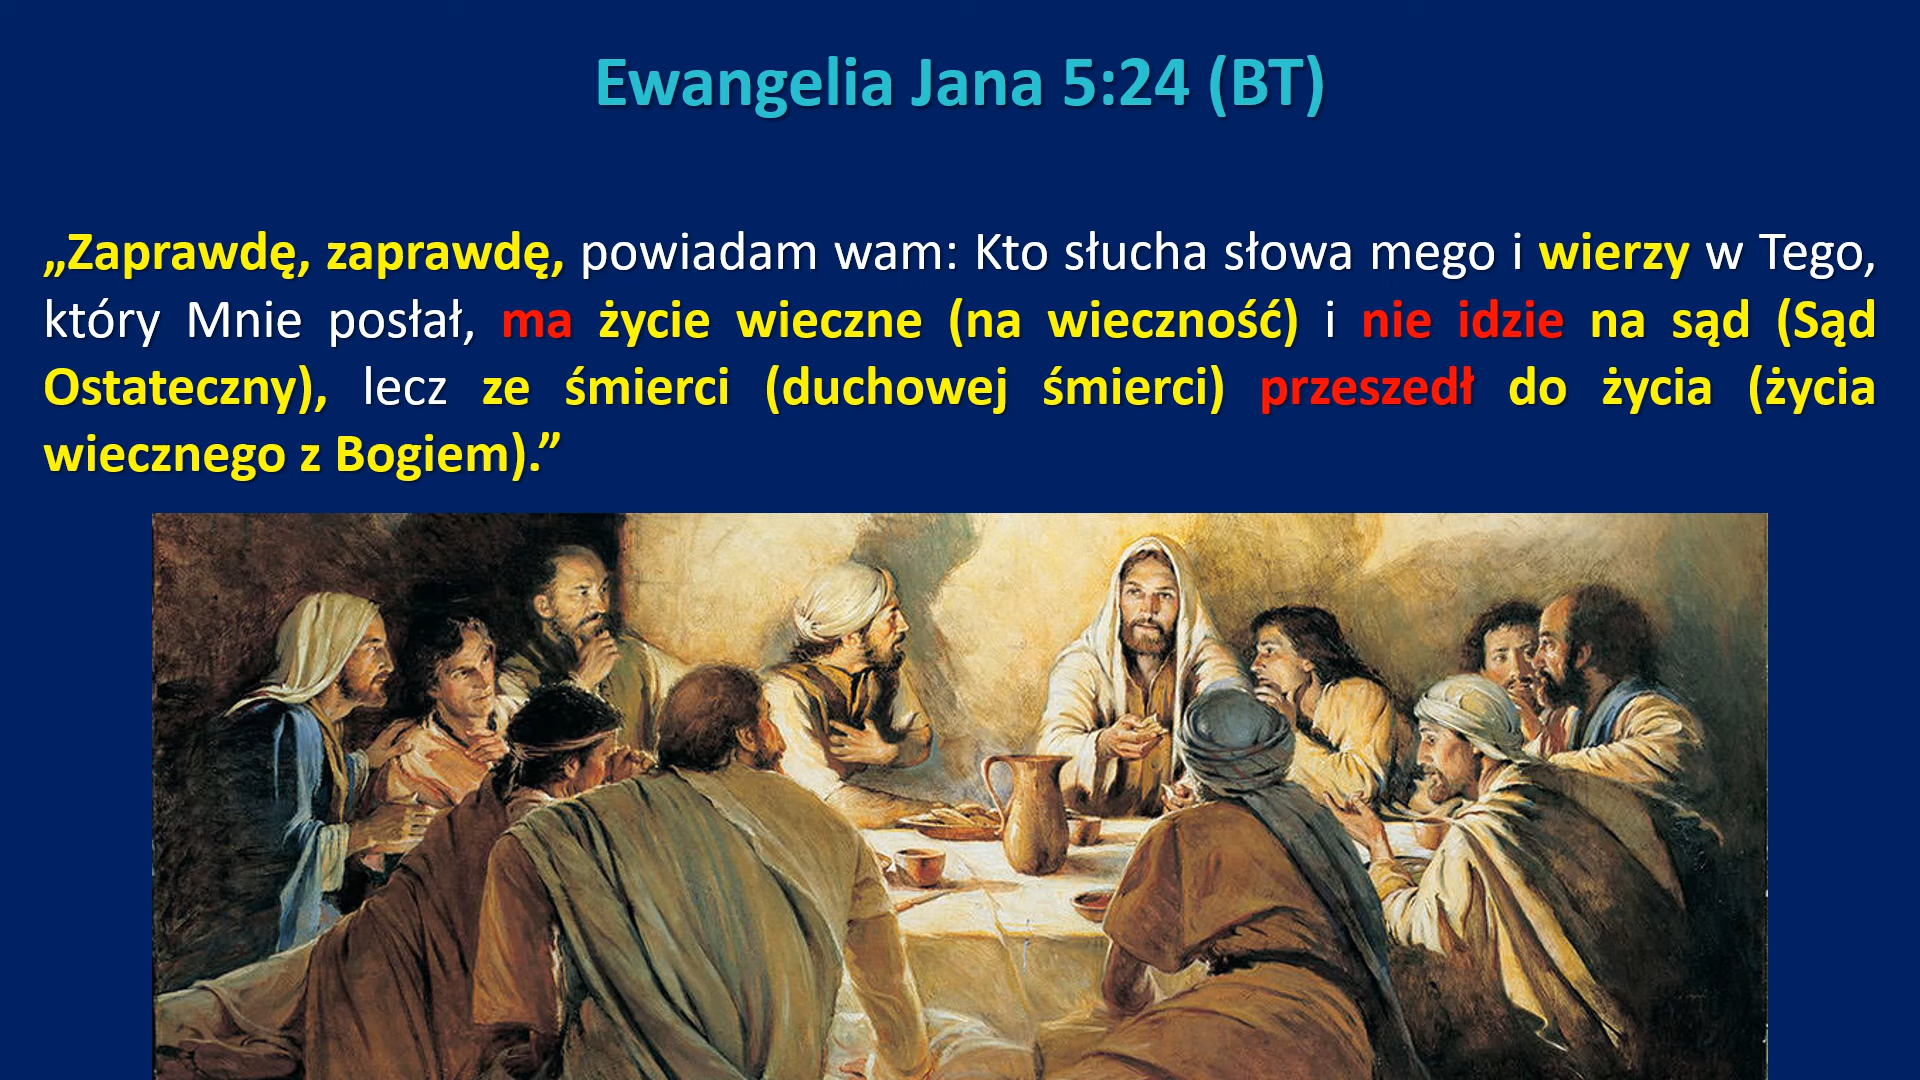 Ewangelia Jana 5:24 (BT)
„Zaprawdę, zaprawdę, powiadam wam: Kto słucha słowa mego i wierzy w Tego,
który Mnie posłał, ma życie wieczne (na wieczność) i nie idzie na sąd (Sąd
Ostateczny), lecz ze śmierci (duchowej śmierci) przeszedł do życia (życia
wiecznego z Bogiem).”